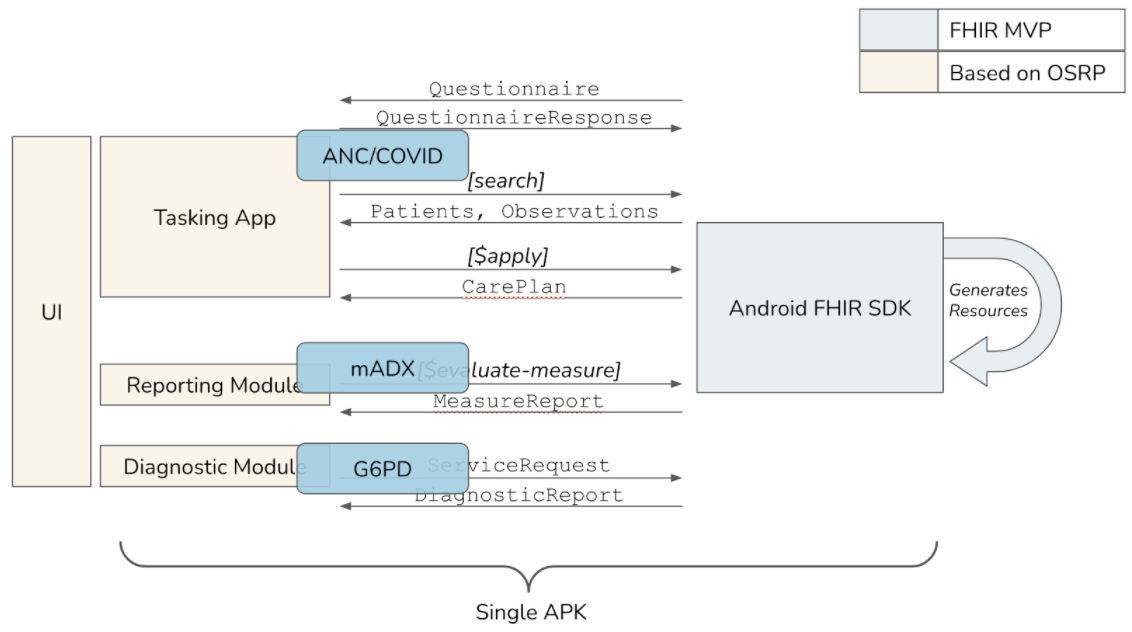 FHIR MVP
Based on OSRP
Questionnaire
QuestionnaireResponse
ANC/COVID
[search]
Tasking App
Patients, Observations
[$apply]
CarePlan
UI
Android FHIR SDK
Generates
Resources
mADX
[$evaluate-measure]
Reporting Module
MeasureReport
Diagnostic Module
G6PD
ServiceRequest
DiagnosticReport
Single APK